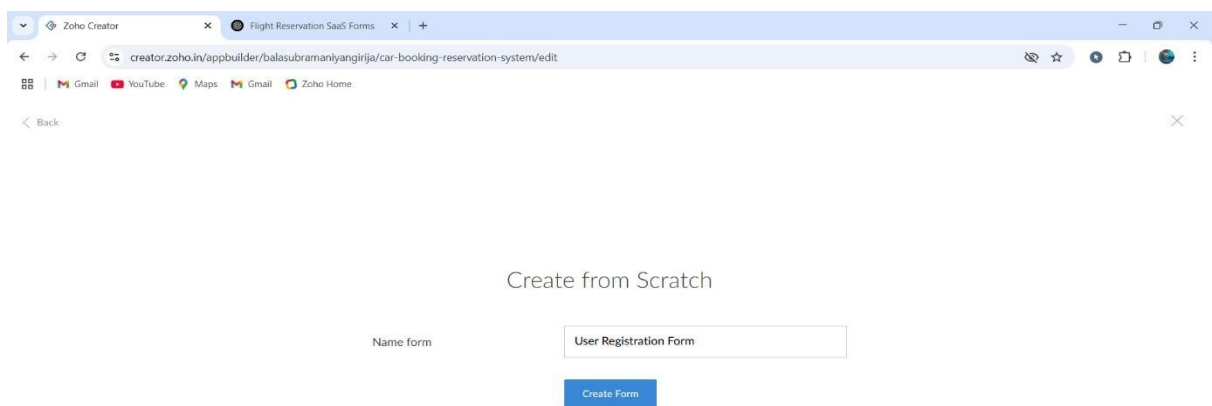 Zoho Creator
Flight Reservation SaaS Forms
creator.zoho.in/appbuilder/balasubramaniyangirija/car-booking-reservation-system/edit
Gmail YouTube Maps Gmail Zoho Home
Back
Create from Scratch
Name form User Registration Form
Create Form